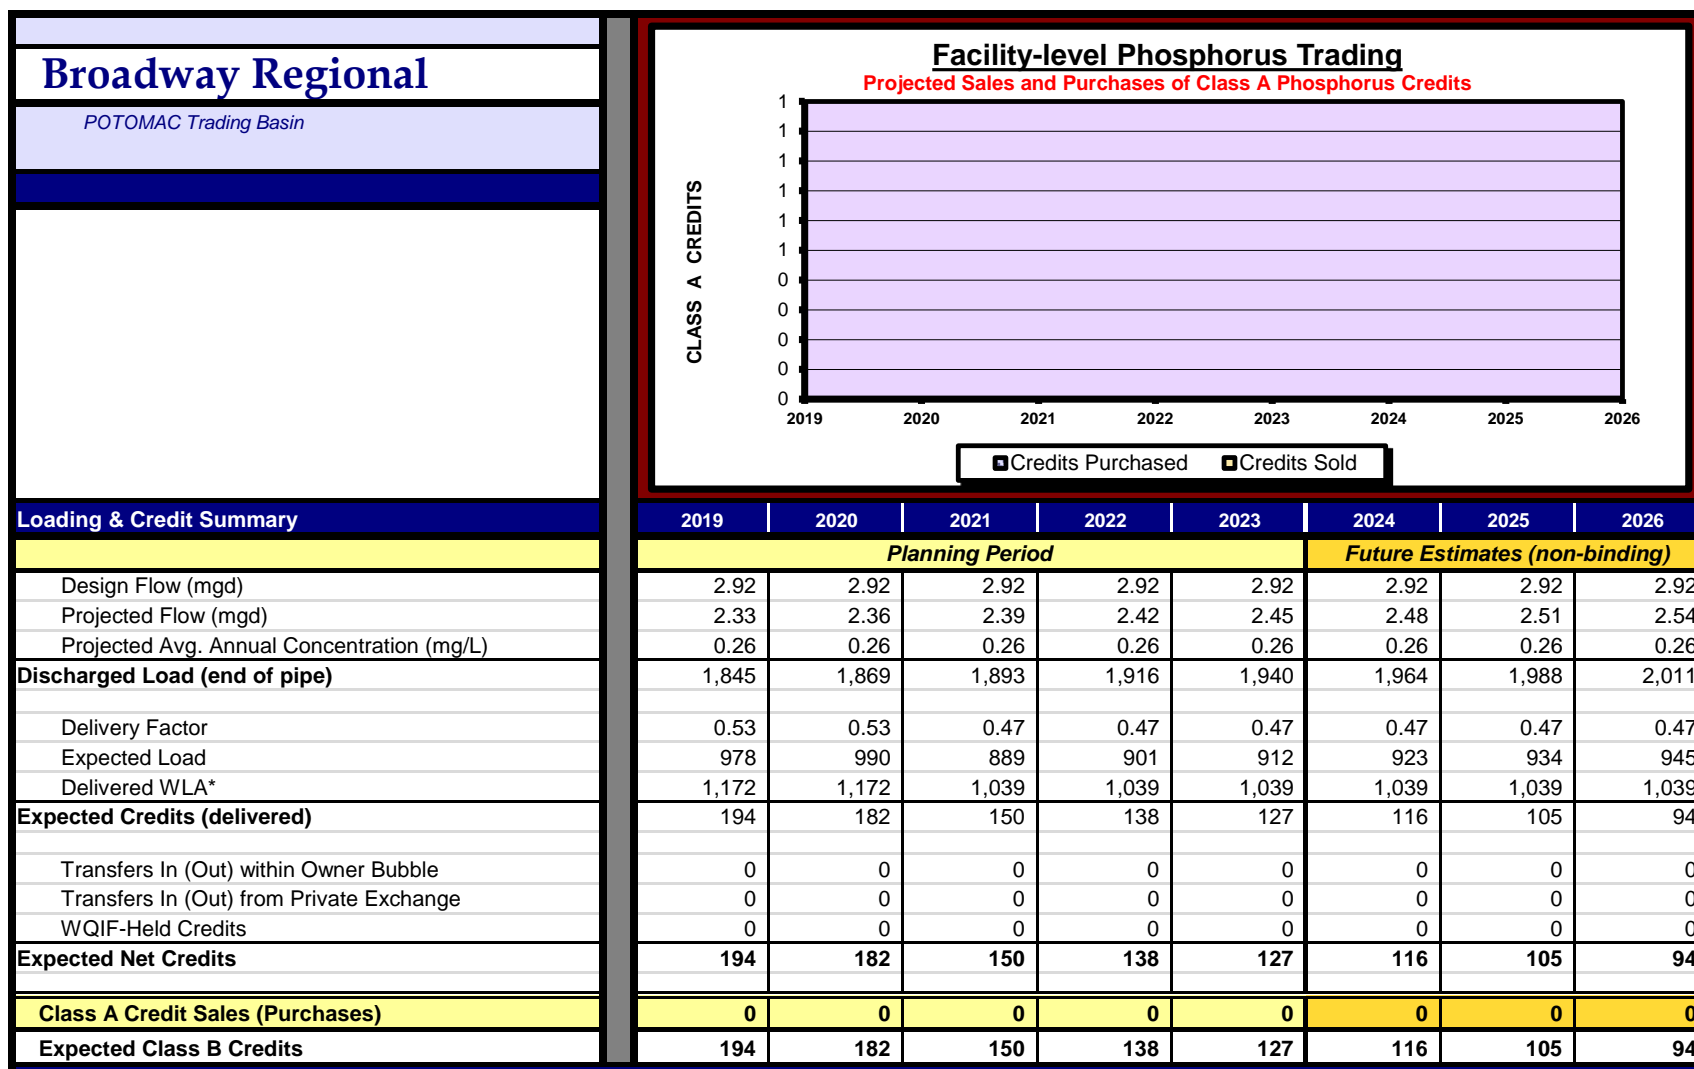 Broadway Regional
POTOMAC Trading Basin
Facility-level Phosphorus Trading
Projected Sales and Purchases of Class A Phosphorus Credits
CLASS A CREDITS
1
1
1
1
1
1
0
0
0
0
0
2019 2020 2021 2022 2023 2024 2025 2026
Credits Purchased Credits Sold
Loading & Credit Summary 2019 2020 2021 2022 2023 2024 2025 2026
Planning Period Future Estimates (non-binding)
Design Flow (mgd) 2.92 2.92 2.92 2.92 2.92 2.92 2.92 2.92
Projected Flow (mgd) 2.33 2.36 2.39 2.42 2.45 2.48 2.51 2.54
Projected Avg. Annual Concentration (mg/L) 0.26 0.26 0.26 0.26 0.26 0.26 0.26 0.26
Discharged Load (end of pipe) 1,845 1,869 1,893 1,916 1,940 1,964 1,988 2,011
Delivery Factor 0.53 0.53 0.47 0.47 0.47 0.47 0.47 0.47
Expected Load 978 990 889 901 912 923 934 945
Delivered WLA* 1,172 1,172 1,039 1,039 1,039 1,039 1,039 1,039
Expected Credits (delivered) 194 182 150 138 127 116 105 94
Transfers In (Out) within Owner Bubble 0 0 0 0 0 0 0 0
Transfers In (Out) from Private Exchange 0 0 0 0 0 0 0 0
WQIF-Held Credits 0 0 0 0 0 0 0 0
Expected Net Credits 194 182 150 138 127 116 105 94
Class A Credit Sales (Purchases) 0 0 0 0 0 0 0 0
Expected Class B Credits 194 182 150 138 127 116 105 94